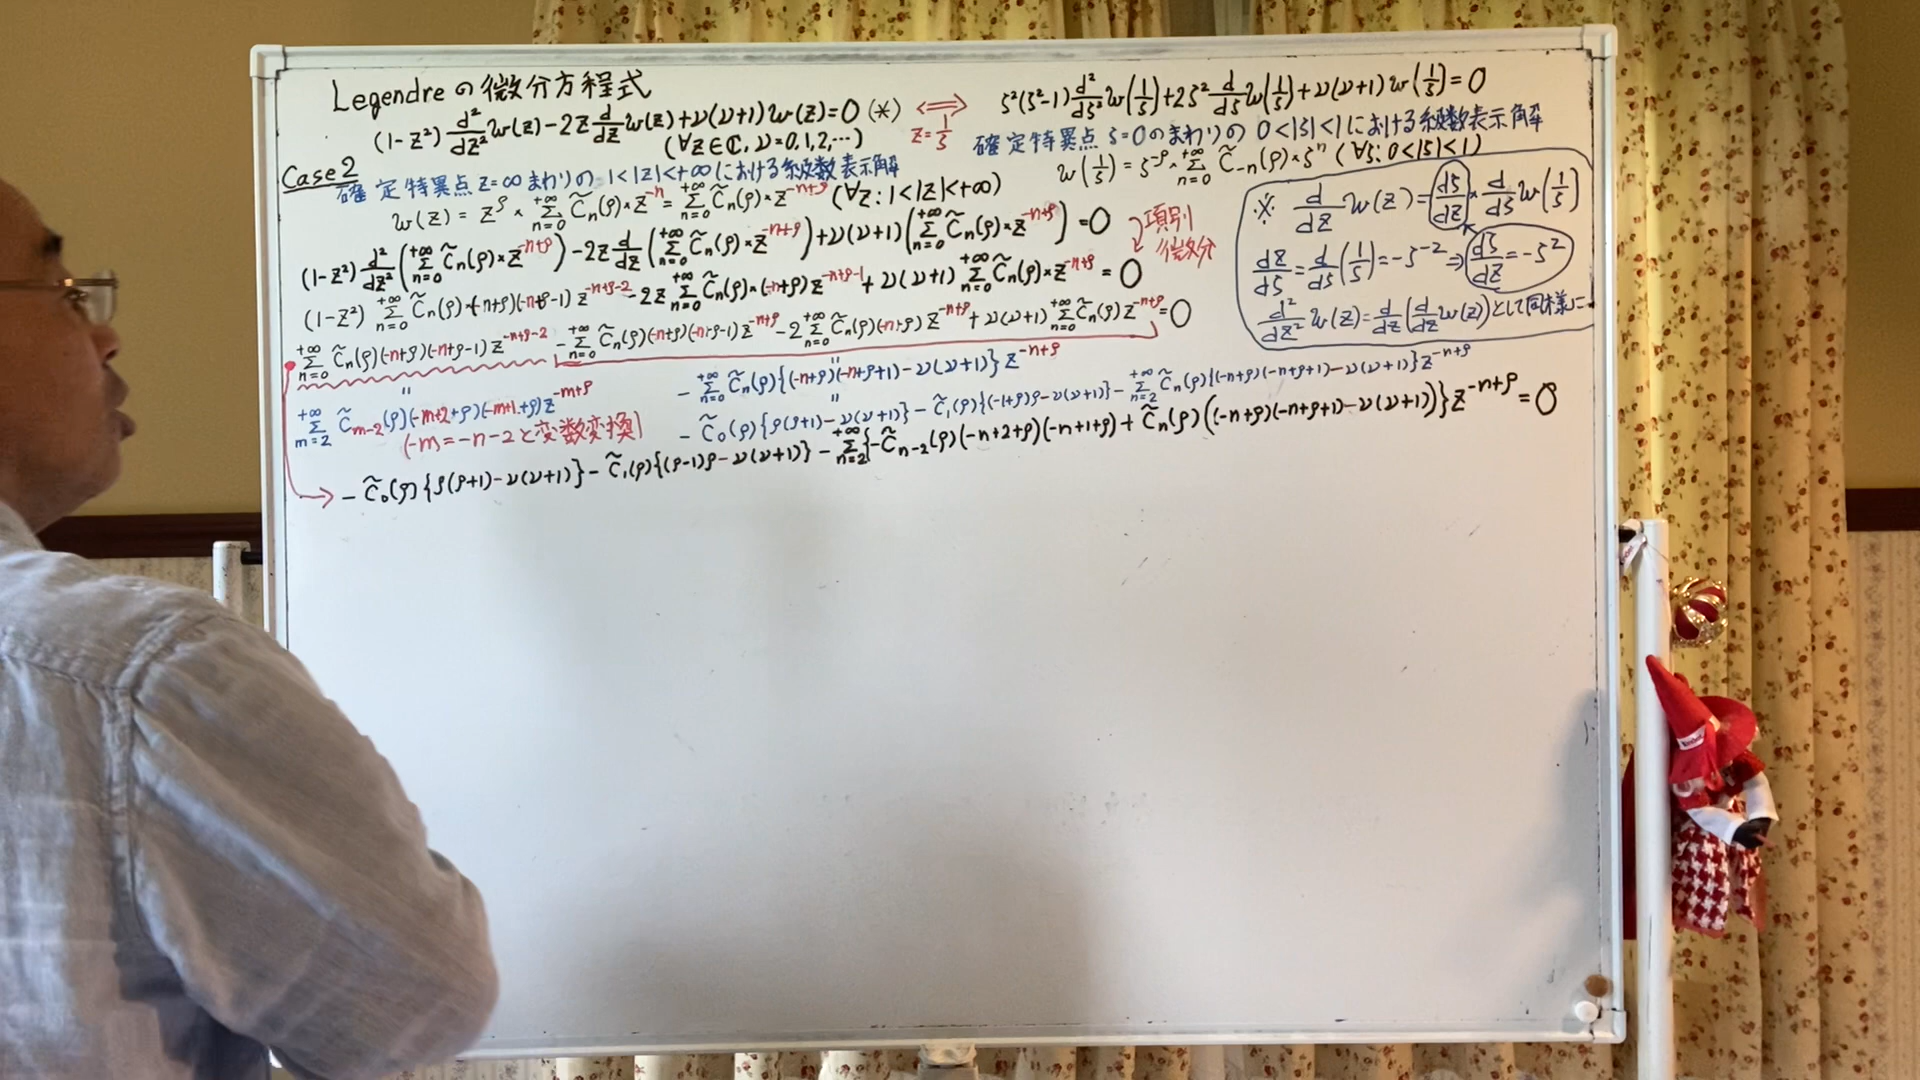 Legendreの微分方程式
(1-z²) d²/dz² w(z) - 2z d/dz w(z) + ν(ν+1) w(z) = 0 (*) ⟺ ζ²(ζ²-1) d²/dζ² w(1/ζ) + 2ζ² d/dζ w(1/ζ) + ν(ν+1) w(1/ζ) = 0
(∀z∈ℂ, ν=0,1,2,⋯) z=1/ζ
Case2
確定特異点 z=∞ まわりの 1<|z|<+∞ における級数表示解
確定特異点 ζ=0 のまわりの 0<|ζ|<1 における級数表示解
w(z) = z^ρ × Σ_{n=0}^{+∞} C̃_n(ρ)×z^{-n} = Σ_{n=0}^{+∞} C̃_n(ρ)×z^{-n+ρ} (∀z: 1<|z|<+∞)
w(1/ζ) = ζ^{-ρ} × Σ_{n=0}^{+∞} C̃_{-n}(ρ)×ζ^n (∀ζ: 0<|ζ|<1)
(1-z²) d²/dz² (Σ_{n=0}^{+∞} C̃_n(ρ)×z^{-n+ρ}) - 2z d/dz (Σ_{n=0}^{+∞} C̃_n(ρ)×z^{-n+ρ}) + ν(ν+1) (Σ_{n=0}^{+∞} C̃_n(ρ)×z^{-n+ρ}) = 0
項別
微分
(1-z²) Σ_{n=0}^{+∞} C̃_n(ρ)×(-n+ρ)(-n+ρ-1) z^{-n+ρ-2} - 2z Σ_{n=0}^{+∞} C̃_n(ρ)×(-n+ρ) z^{-n+ρ-1} + ν(ν+1) Σ_{n=0}^{+∞} C̃_n(ρ)×z^{-n+ρ} = 0
Σ_{n=0}^{+∞} C̃_n(ρ)(-n+ρ)(-n+ρ-1) z^{-n+ρ-2} - Σ_{n=0}^{+∞} C̃_n(ρ)(-n+ρ)(-n+ρ-1) z^{-n+ρ} - 2Σ_{n=0}^{+∞} C̃_n(ρ)(-n+ρ) z^{-n+ρ} + ν(ν+1) Σ_{n=0}^{+∞} C̃_n(ρ) z^{-n+ρ} = 0
※ d/dz w(z) = dζ/dz × d/dζ w(1/ζ)
dz/dζ = d/dζ (1/ζ) = -ζ^{-2} ⇒ dζ/dz = -ζ²
d²/dz² w(z) = d/dz (d/dz w(z)) として同様に
=
- Σ_{n=0}^{+∞} C̃_n(ρ){(-n+ρ)(-n+ρ+1) - ν(ν+1)} z^{-n+ρ}
=
Σ_{m=2}^{+∞} C̃_{m-2}(ρ)(-m+2+ρ)(-m+1+ρ) z^{-m+ρ}
(-m=-n-2と変数変換)
=
- C̃_0(ρ){ρ(ρ+1) - ν(ν+1)} - C̃_1(ρ){(-1+ρ)ρ - ν(ν+1)} - Σ_{n=2}^{+∞} C̃_n(ρ){(-n+ρ)(-n+ρ+1) - ν(ν+1)} z^{-n+ρ}
→ - C̃_0(ρ){ρ(ρ+1) - ν(ν+1)} - C̃_1(ρ){(ρ-1)ρ - ν(ν+1)} - Σ_{n=2}^{+∞} {-C̃_{n-2}(ρ)(-n+2+ρ)(-n+1+ρ) + C̃_n(ρ)((-n+ρ)(-n+ρ+1) - ν(ν+1))} z^{-n+ρ} = 0